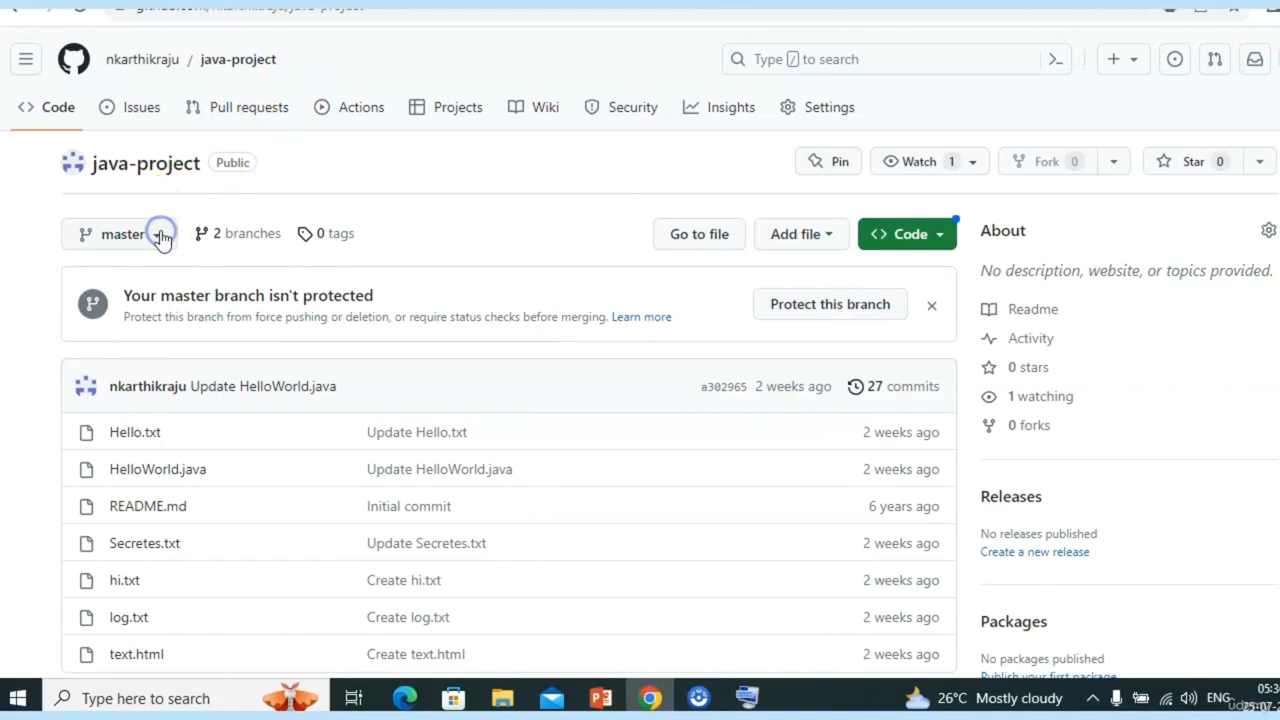 nkarthikraju / java-project
Type / to search
Code Issues Pull requests Actions Projects Wiki Security Insights Settings
java-project Public Pin Watch 1 Fork 0 Star 0
master 2 branches 0 tags Go to file Add file Code
About
Your master branch isn't protected
Protect this branch from force pushing or deletion, or require status checks before merging. Learn more
Protect this branch
No description, website, or topics provided.
Readme
Activity
0 stars
1 watching
0 forks
nkarthikraju Update HelloWorld.java a302965 2 weeks ago 27 commits
Hello.txt Update Hello.txt 2 weeks ago
HelloWorld.java Update HelloWorld.java 2 weeks ago
README.md Initial commit 6 years ago
Secretes.txt Update Secretes.txt 2 weeks ago
hi.txt Create hi.txt 2 weeks ago
log.txt Create log.txt 2 weeks ago
text.html Create text.html 2 weeks ago
Releases
No releases published
Create a new release
Packages
No packages published
Publish your first package
Type here to search
26°C Mostly cloudy
ENG